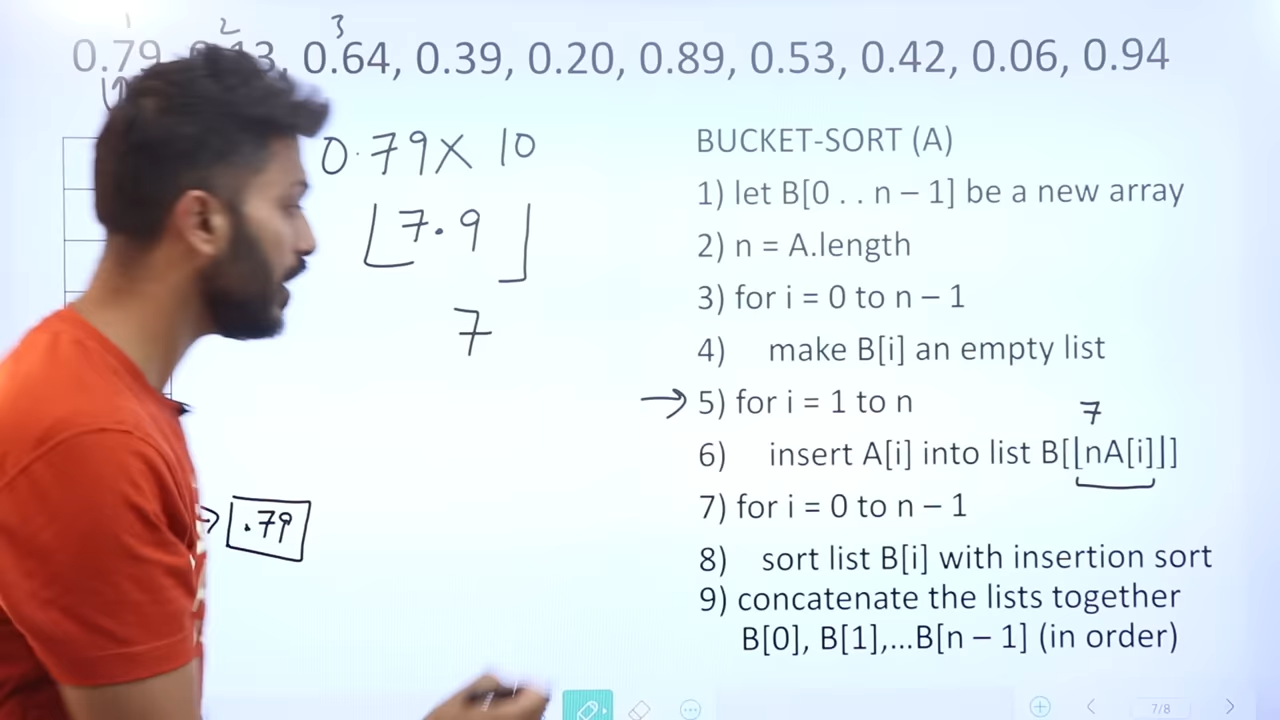 1 2 3
0.79, 0.64, 0.39, 0.20, 0.89, 0.53, 0.42, 0.06, 0.94
0.79 X 10
⌊7.9⌋
7
.79
BUCKET-SORT (A)
1) let B[0 . . n – 1] be a new array
2) n = A.length
3) for i = 0 to n – 1
4) make B[i] an empty list
→ 5) for i = 1 to n
7
6) insert A[i] into list B[⌊nA[i]⌋]
7) for i = 0 to n – 1
8) sort list B[i] with insertion sort
9) concatenate the lists together
B[0], B[1],...B[n – 1] (in order)
7/8